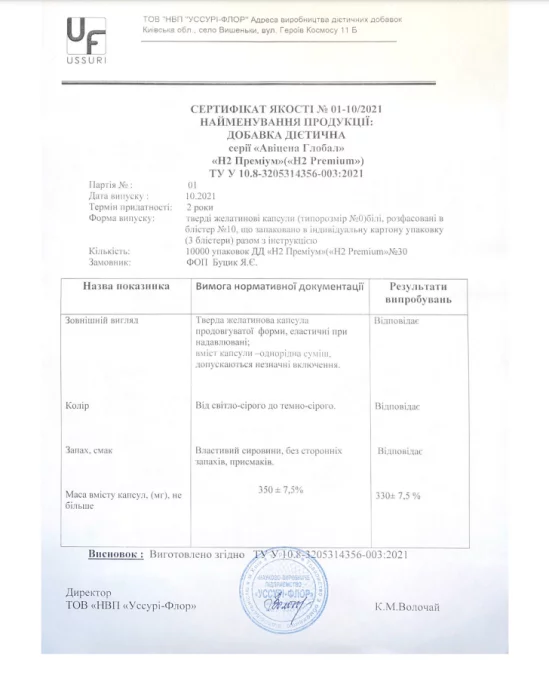 UF
USSURI
ТОВ "НВП "УССУРІ-ФЛОР" Адреса виробництва дієтичних добавок
Київська обл., село Вишеньки, вул. Героїв Космосу 11 Б
СЕРТИФІКАТ ЯКОСТІ № 01-10/2021
НАЙМЕНУВАННЯ ПРОДУКЦІЇ:
ДОБАВКА ДІЄТИЧНА
серії «Авіцена Глобал»
«Н2 Преміум»(«Н2 Premium»)
ТУ У 10.8-3205314356-003:2021
Партія № : 01
Дата випуску : 10.2021
Термін придатності: 2 роки
Форма випуску: тверді желатинові капсули (типорозмір №0)білі, розфасовані в
блістер №10, що запаковано в індивідуальну картону упаковку
(3 блістери) разом з інструкцією
Кількість: 10000 упаковок ДД «Н2 Преміум»(«Н2 Premium»№30
Замовник: ФОП Буцик Я.Є.
Назва показника Вимога нормативної документації Результати
випробувань
Зовнішній вигляд Тверда желатинова капсула Відповідає
продовгуватої форми, еластичні при
надавлювані;
вміст капсули –однорідна суміш,
допускаються незначні включення.
Колір Від світло-сірого до темно-сірого. Відповідає
Запах, смак Властивий сировини, без сторонніх Відповідає
запахів, присмаків.
Маса вмісту капсул, (мг), не 350± 7,5% 330± 7,5 %
більше
Висновок : Виготовлено згідно ТУ У 10.8-3205314356-003:2021
НАУКОВО-ВИРОБНИЧЕ
ПІДПРИЄМСТВО
«УССУРІ-ФЛОР»
Директор
ТОВ «НВП «Уссурі-Флор» К.М.Волочай